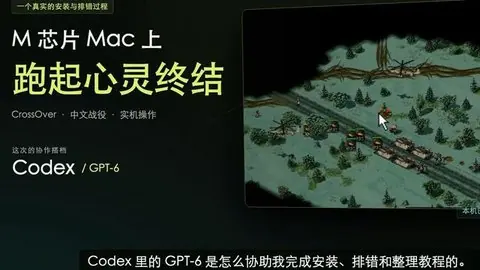 一个真实的安装与排错过程
M 芯片 Mac 上
跑起心灵终结
CrossOver · 中文战役 · 实机操作
这次的协作搭档
Codex / GPT-6
Codex 里的 GPT-6 是怎么协助我完成安装、排错和整理教程的。